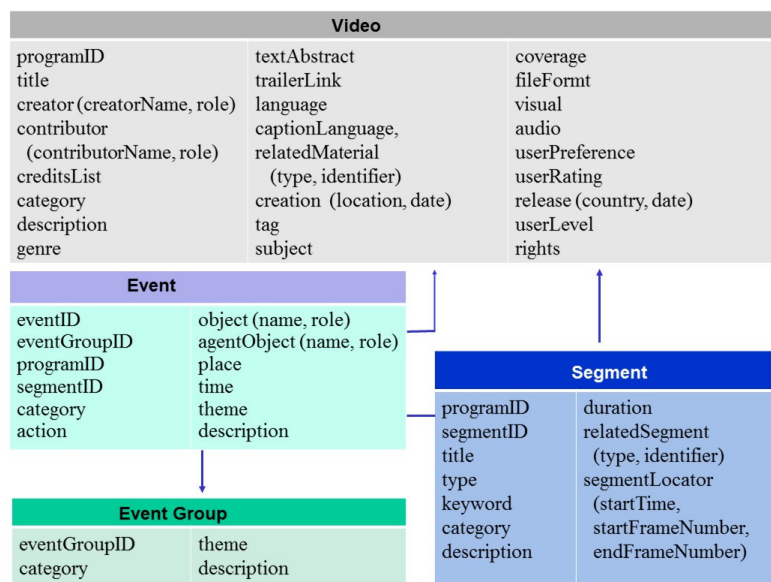 Video
programID
title
creator (creatorName, role)
contributor
(contributorName, role)
creditsList
category
description
genre
textAbstract
trailerLink
language
captionLanguage,
relatedMaterial
(type, identifier)
creation (location, date)
tag
subject
coverage
fileFormt
visual
audio
userPreference
userRating
release (country, date)
userLevel
rights
Event
eventID
eventGroupID
programID
segmentID
category
action
object (name, role)
agentObject (name, role)
place
time
theme
description
Segment
programID
segmentID
title
type
keyword
category
description
duration
relatedSegment
(type, identifier)
segmentLocator
(startTime,
startFrameNumber,
endFrameNumber)
Event Group
eventGroupID
category
theme
description